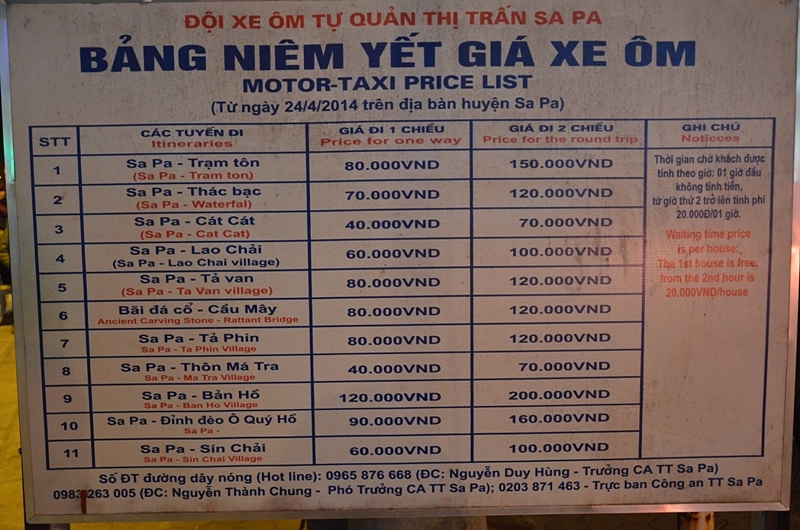 ĐỘI XE ÔM TỰ QUẢN THỊ TRẤN SA PA
BẢNG NIÊM YẾT GIÁ XE ÔM
MOTOR-TAXI PRICE LIST
(Từ ngày 24/4/2014 trên địa bàn huyện Sa Pa)
STT CÁC TUYẾN ĐI GIÁ ĐI 1 CHIỀU GIÁ ĐI 2 CHIỀU GHI CHÚ
Itineraries Price for one way Price for the round trip Noticces
1 Sa Pa - Trạm tôn 80.000VND 150.000VND
(Sa Pa - Tram ton)
2 Sa Pa - Thác bạc 70.000VND 120.000VND
(Sa Pa - Waterfal)
3 Sa Pa - Cát Cát 40.000VND 70.000VND
(Sa Pa - Cat Cat)
4 Sa Pa - Lao Chải 60.000VND 100.000VND
(Sa Pa - Lao Chai village)
5 Sa Pa - Tả van 80.000VND 120.000VND
(Sa Pa - Ta Van village)
6 Bãi đá cổ - Cầu Mây 80.000VND 120.000VND
Ancient Carving Stone - Rattant Bridge
7 Sa Pa - Tả Phìn 80.000VND 120.000VND
Sa Pa - Ta Phin Village
8 Sa Pa - Thôn Má Tra 40.000VND 70.000VND
Sa Pa - Ma Tra Village
9 Sa Pa - Bản Hồ 120.000VND 200.000VND
Sa Pa - Ban Ho Village
10 Sa Pa - Đỉnh đèo Ô Quý Hồ 90.000VND 160.000VND
Sa Pa -
11 Sa Pa - Sín Chải 60.000VND 100.000VND
Sa Pa - Sin Chai Village
Thời gian chờ khách được
tính theo giờ: 01 giờ đầu
không tính tiền,
từ giờ thứ 2 trở lên tính phí
20.000Đ/01 giờ.
Waiting time price
is per house:
The 1st house is free,
from the 2nd hour is
20.000VND/house
Số ĐT đường dây nóng (Hot line): 0965 876 668 (ĐC: Nguyễn Duy Hùng - Trưởng CA TT Sa Pa)
098 263 005 (ĐC: Nguyễn Thành Chung - Phó Trưởng CA TT Sa Pa); 0203 871 463 - Trực ban Công an TT Sa Pa